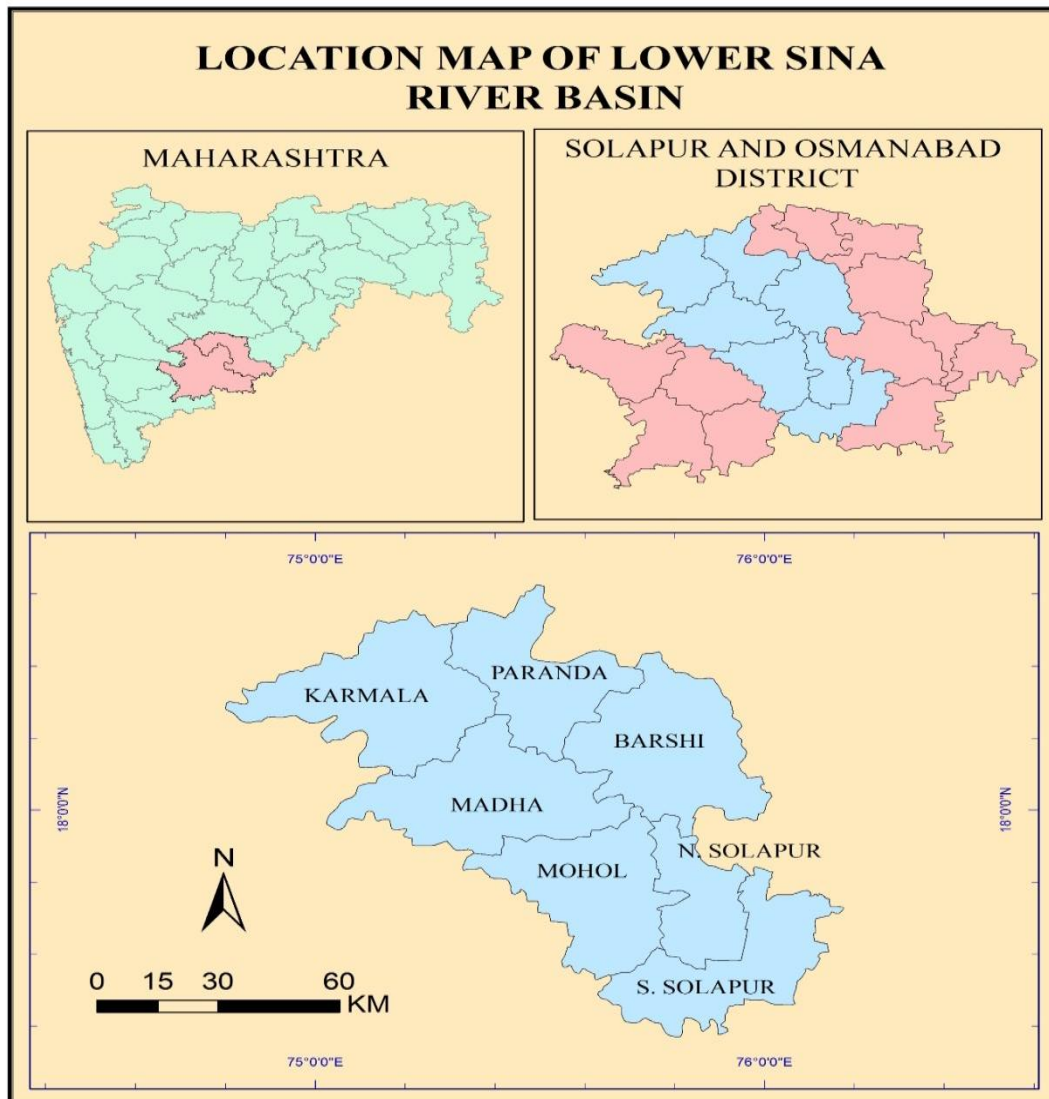 LOCATION MAP OF LOWER SINA
RIVER BASIN
MAHARASHTRA
SOLAPUR AND OSMANABAD
DISTRICT
75°0'0"E
76°0'0"E
PARANDA
KARMALA
BARSHI
MADHA
18°0'0"N
18°0'0"N
N. SOLAPUR
MOHOL
N
S. SOLAPUR
0 15 30 60
KM
75°0'0"E
76°0'0"E